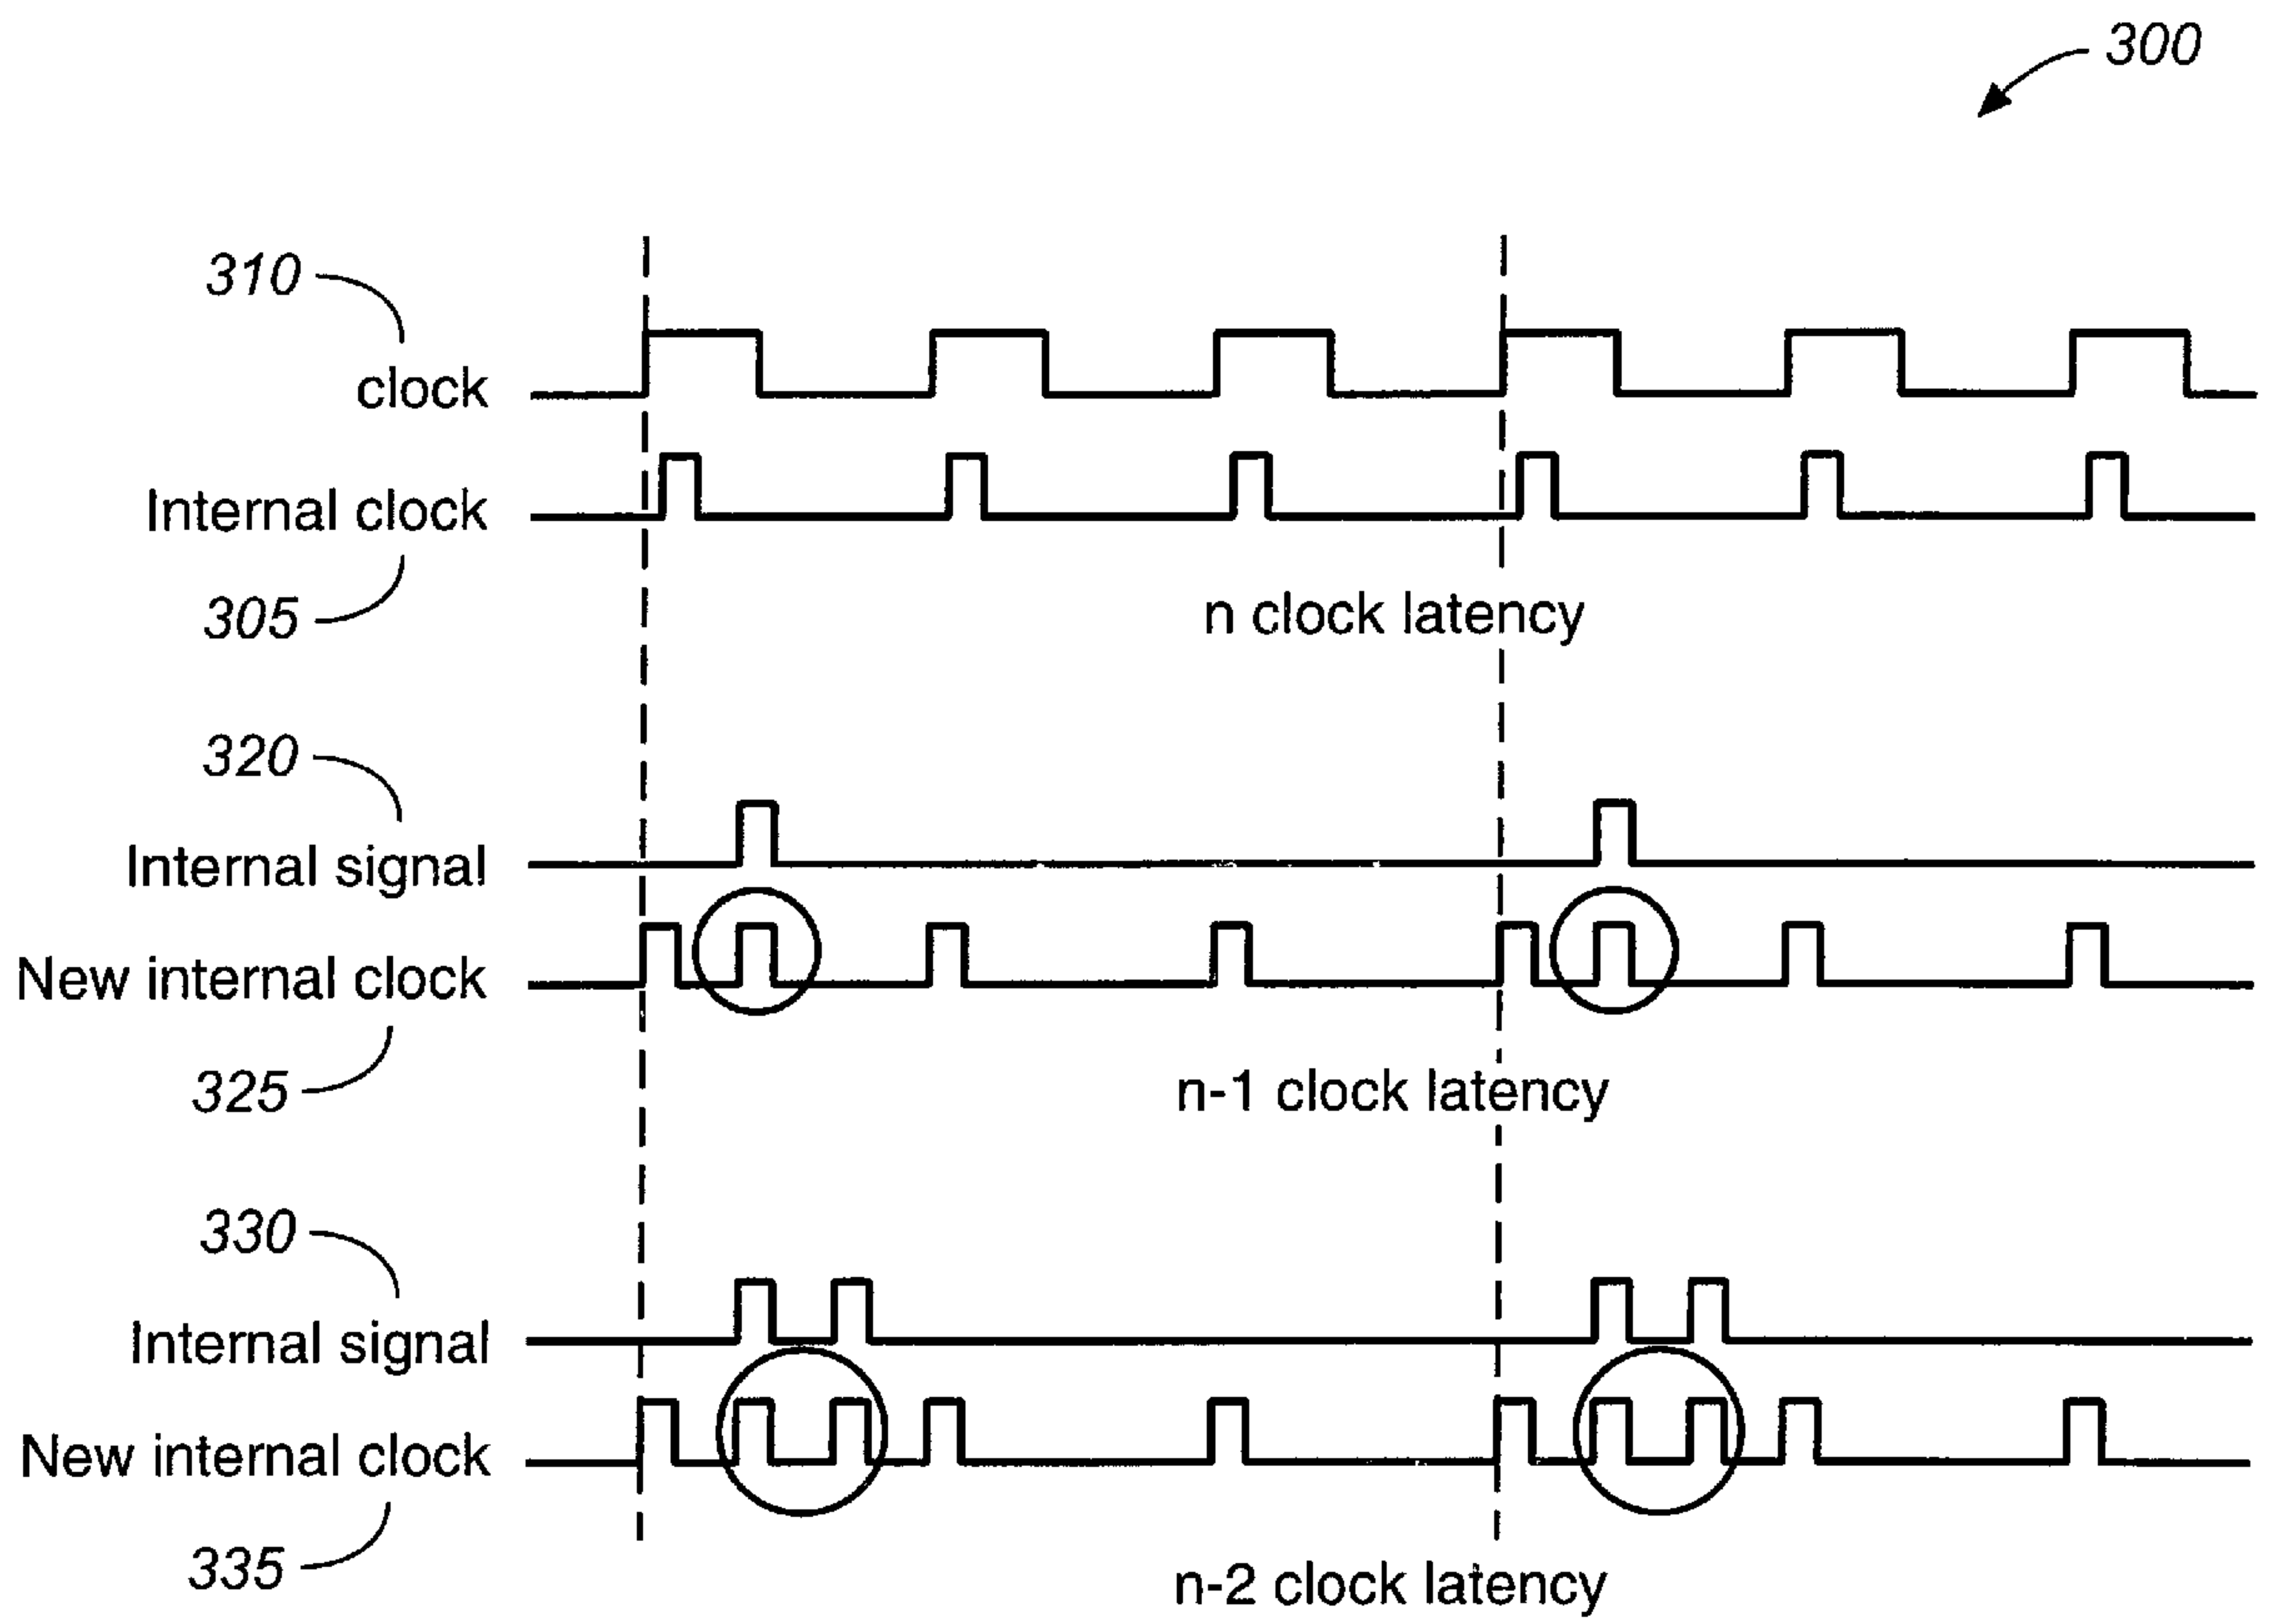 300
310
clock
Internal clock
305
n clock latency
320
Internal signal
New internal clock
325
n-1 clock latency
330
Internal signal
New internal clock
335
n-2 clock latency